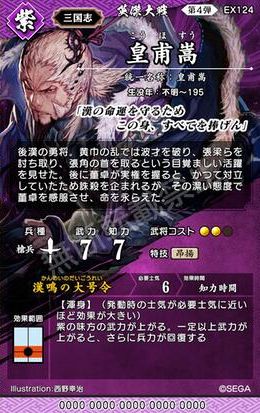 紫
三国志
英傑大戦
第4弾
EX124
こうほすう
皇甫嵩
統一名称:皇甫嵩
生没年:不明~195
「漢の命運を守るため
この身、すべてを捧げん」
後漢の勇将。黄巾の乱では波才を破り、張梁らを
討ち取り、張角の首を取るという目覚ましい活躍
を見せた。後に董卓が実権を握ると、かつて対立
していたため誅殺を企まれるが、その潔い態度で
董卓を感服させ、命を永らえた。
兵種 武力 知力 武将コスト
槍兵 7 7
特技 昂揚
かんめいのだいごうれい
漢鳴の大号令
必要士気 6
効果時間 知力時間
効果範囲
【渾身】(発動時の士気が必要士気に近い
ほど効果が大きい)
紫の味方の武力が上がる。一定以上武力が
上がると、さらに兵力が回復する
Illustration:西野幸治
©SEGA
0000-0000-0000-0000-0000